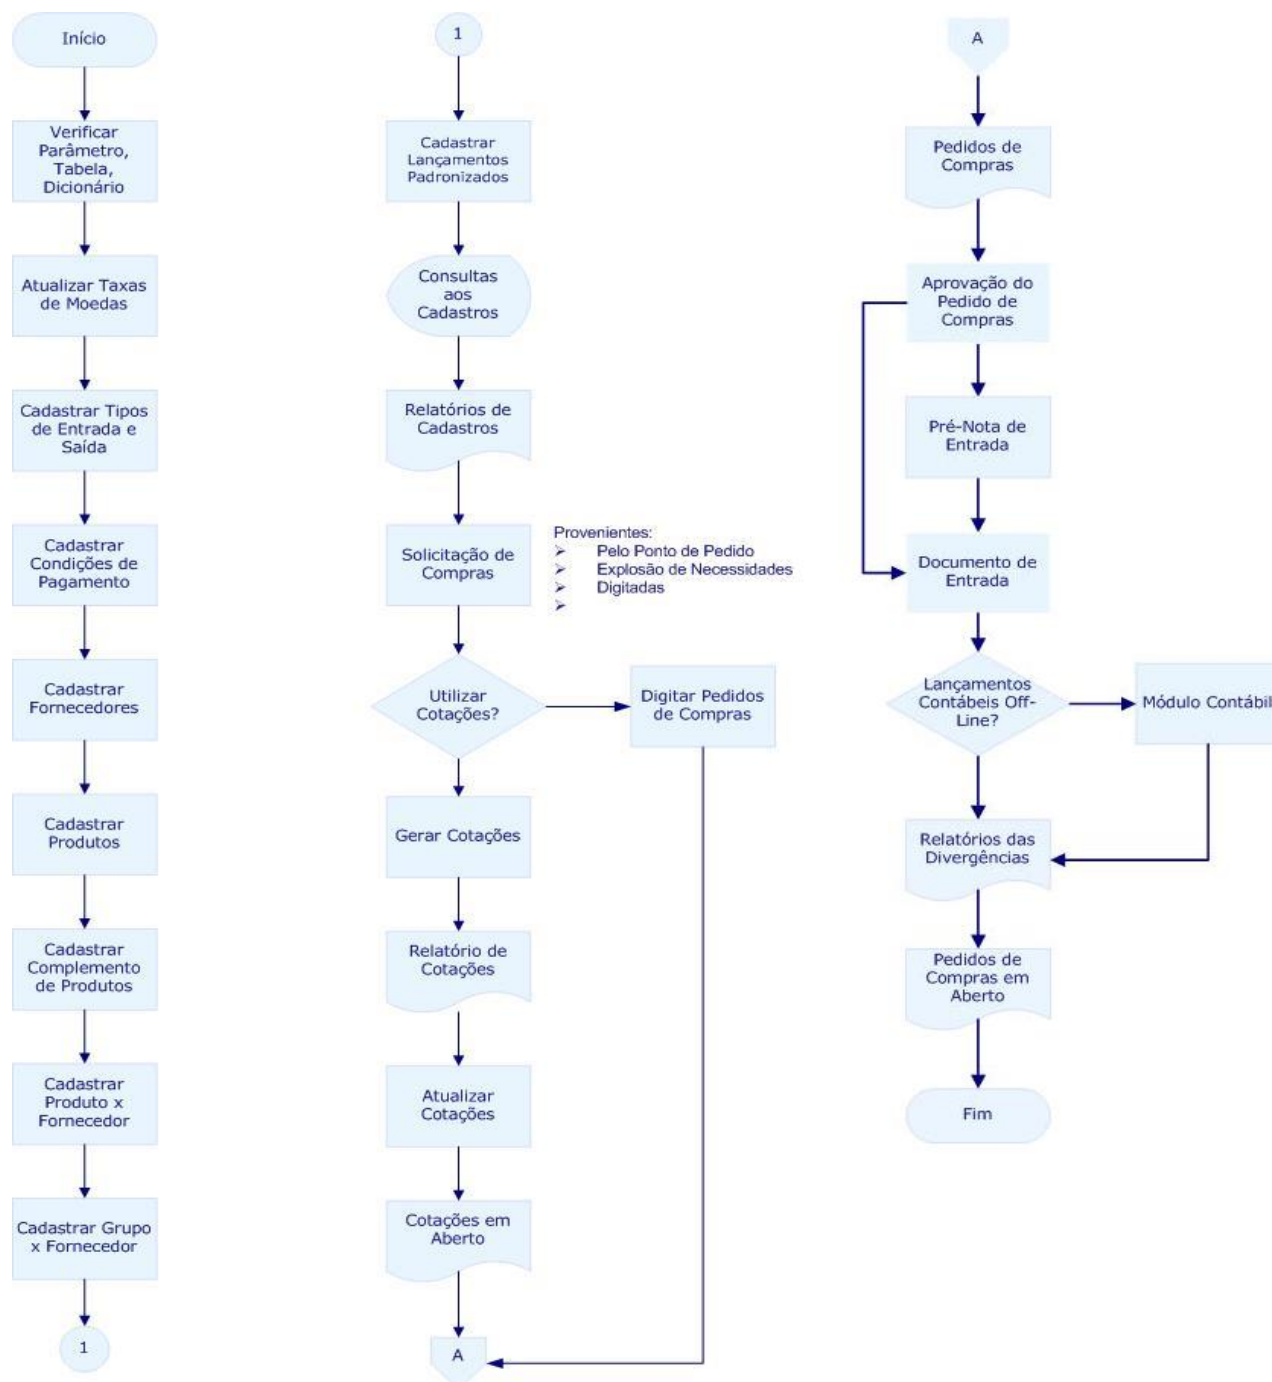 Início
Verificar
Parâmetro,
Tabela,
Dicionário
Atualizar Taxas
de Moedas
Cadastrar Tipos
de Entrada e
Saída
Cadastrar
Condições de
Pagamento
Cadastrar
Fornecedores
Cadastrar
Produtos
Cadastrar
Complemento
de Produtos
Cadastrar
Produto x
Fornecedor
Cadastrar Grupo
x Fornecedor
1
1
Cadastrar
Lançamentos
Padronizados
Consultas
aos
Cadastros
Relatórios de
Cadastros
Solicitação de
Compras
Provenientes:
➢ Pelo Ponto de Pedido
➢ Explosão de Necessidades
➢ Digitadas
➢
Utilizar
Cotações?
Digitar Pedidos
de Compras
Gerar Cotações
Relatório de
Cotações
Atualizar
Cotações
Cotações em
Aberto
A
A
Pedidos de
Compras
Aprovação do
Pedido de
Compras
Pré-Nota de
Entrada
Documento de
Entrada
Lançamentos
Contábeis Off-
Line?
Módulo Contábil
Relatórios das
Divergências
Pedidos de
Compras em
Aberto
Fim